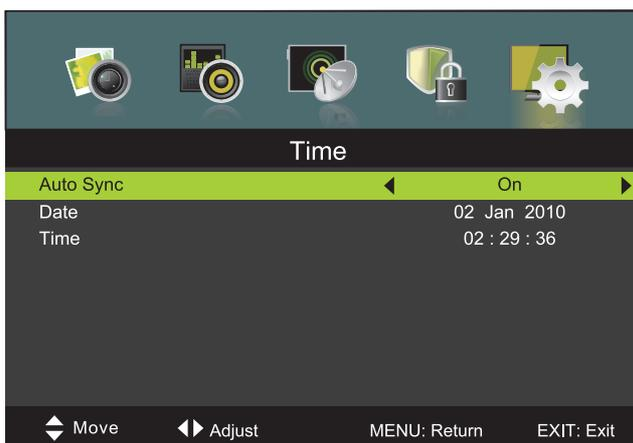 Time
Auto Sync On
Date 02 Jan 2010
Time 02 : 29 : 36
Move Adjust MENU: Return EXIT: Exit